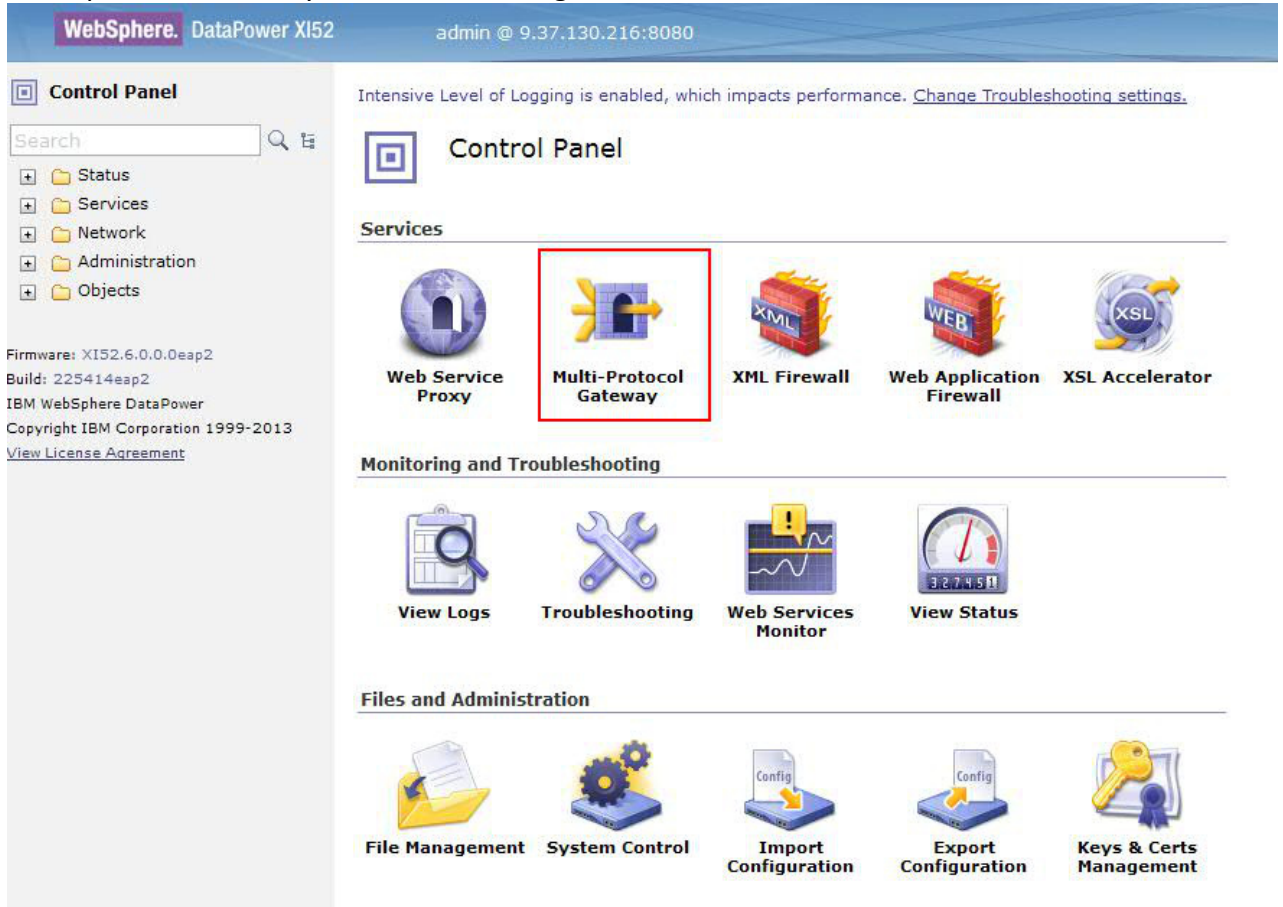 WebSphere. DataPower XI52
admin @ 9.37.130.216:8080
Control Panel
Search
Status
Services
Network
Administration
Objects
Firmware: XI52.6.0.0.0eap2
Build: 225414eap2
IBM WebSphere DataPower
Copyright IBM Corporation 1999-2013
View License Agreement
Intensive Level of Logging is enabled, which impacts performance. Change Troubleshooting settings.
Control Panel
Services
XML
WEB
XSL
Web Service
Proxy
Multi-Protocol
Gateway
XML Firewall
Web Application
Firewall
XSL Accelerator
Monitoring and Troubleshooting
View Logs
Troubleshooting
Web Services
Monitor
View Status
Files and Administration
Config
Config
File Management
System Control
Import
Configuration
Export
Configuration
Keys & Certs
Management